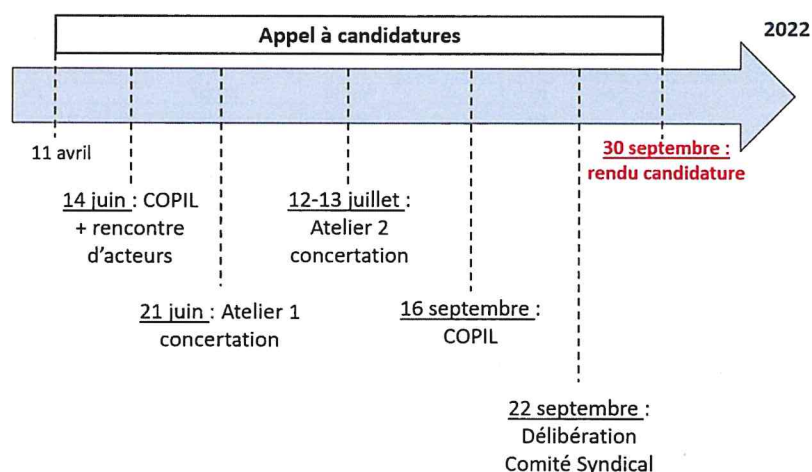 Appel à candidatures
2022
11 avril
30 septembre :
rendu candidature
14 juin : COPIL
+ rencontre
d'acteurs
12-13 juillet :
Atelier 2
concertation
21 juin : Atelier 1
concertation
16 septembre :
COPIL
22 septembre :
Délibération
Comité Syndical